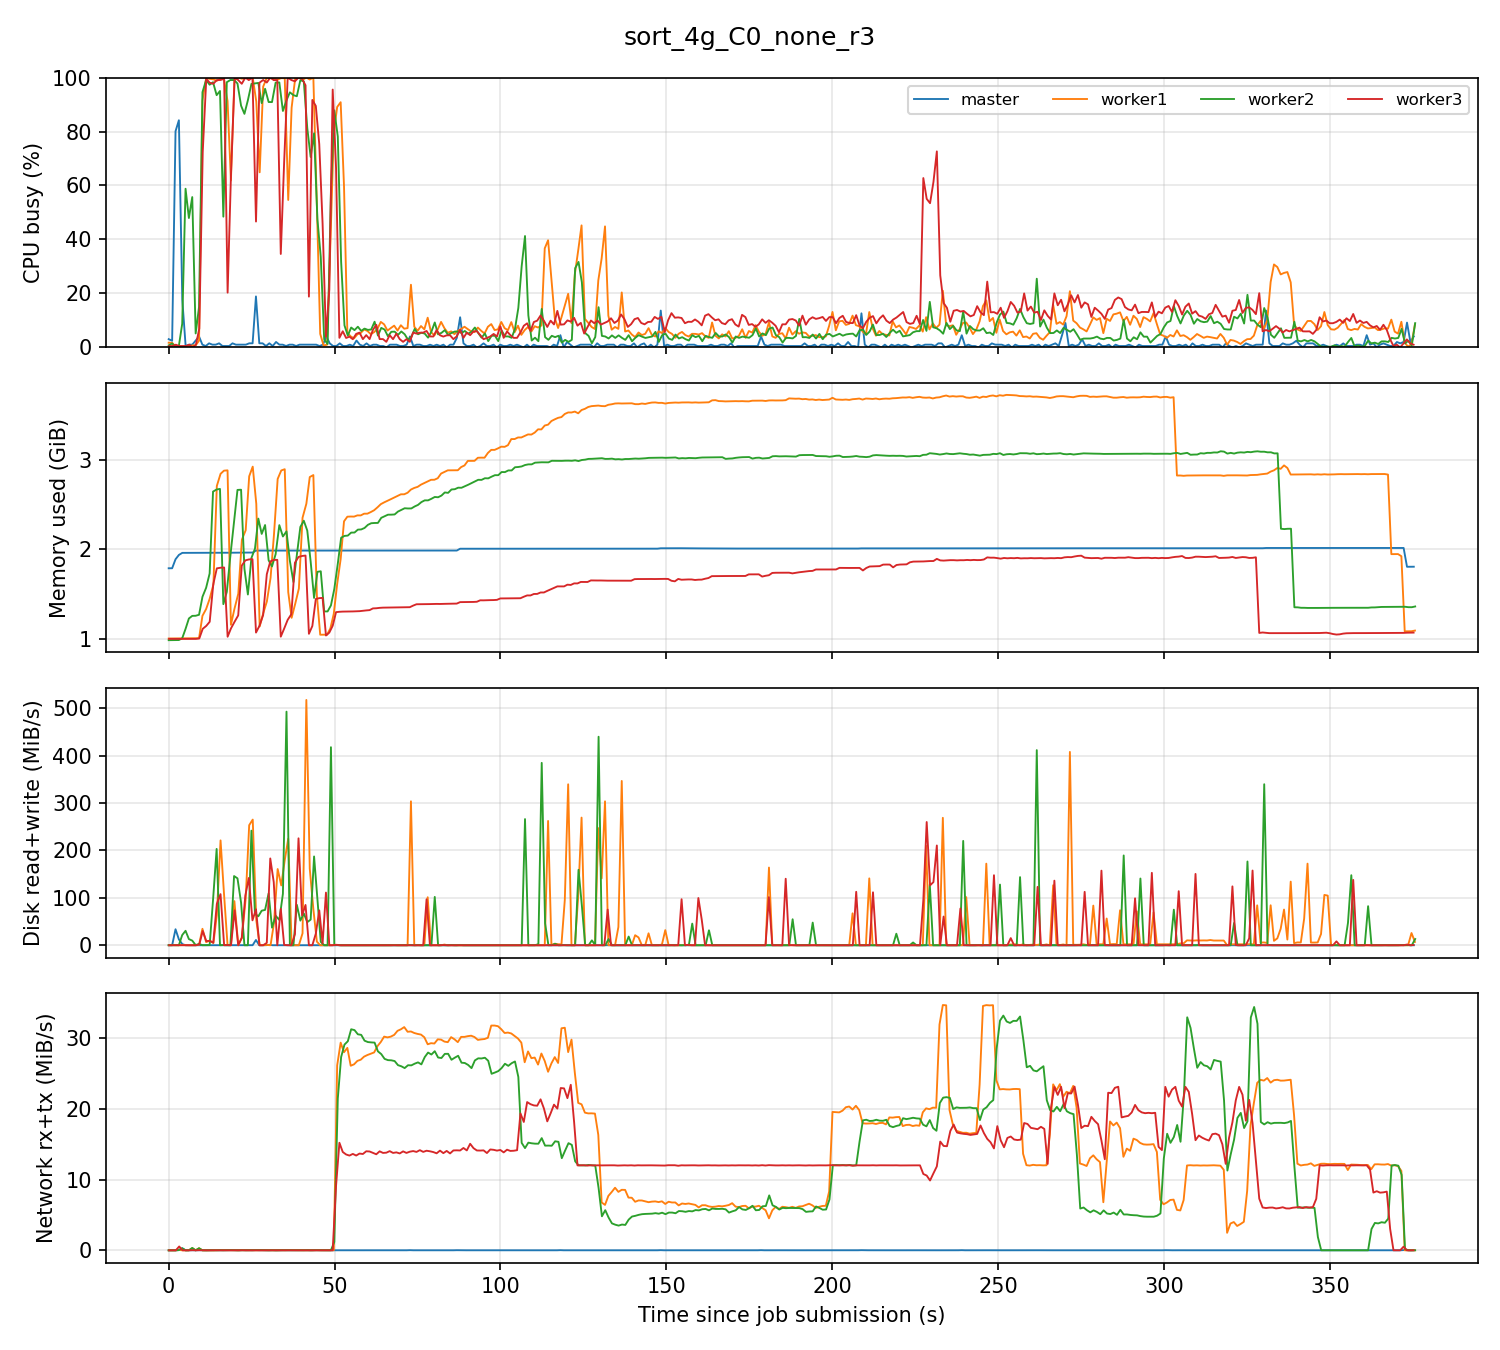 sort_4g_C0_none_r3
CPU busy (%)
100
80
60
40
20
0
master worker1 worker2 worker3
Memory used (GiB)
3
2
1
Disk read+write (MiB/s)
500
400
300
200
100
0
Network rx+tx (MiB/s)
30
20
10
0
0 50 100 150 200 250 300 350
Time since job submission (s)